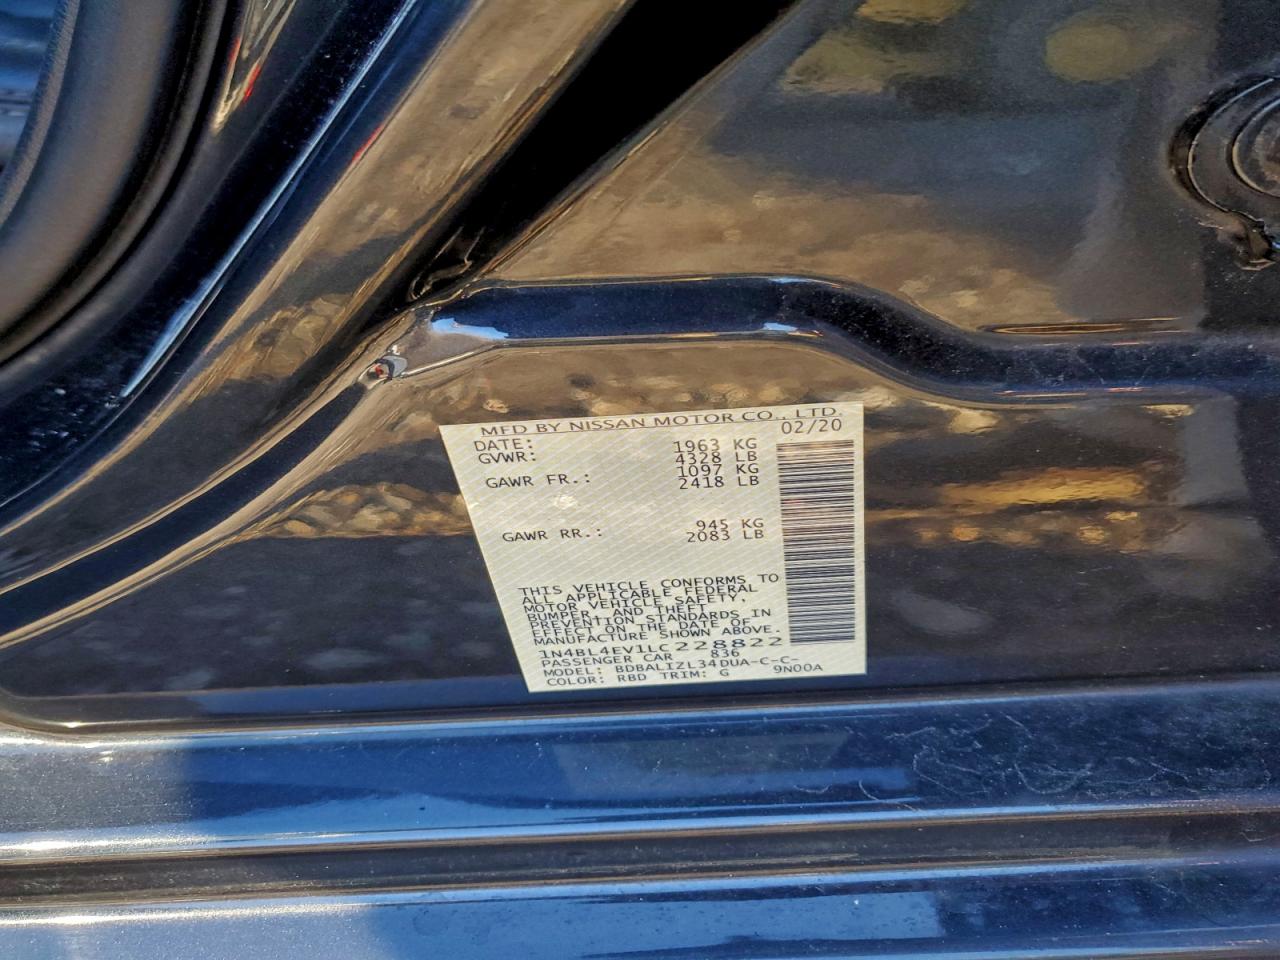 MFD BY NISSAN MOTOR CO., LTD.
DATE: 02/20
GVWR: 1963 KG
4328 LB
GAWR FR.: 1097 KG
2418 LB
GAWR RR.: 945 KG
2083 LB
THIS VEHICLE CONFORMS TO
ALL APPLICABLE FEDERAL
MOTOR VEHICLE SAFETY,
BUMPER, AND THEFT
PREVENTION STANDARDS IN
EFFECT ON THE DATE OF
MANUFACTURE SHOWN ABOVE.
1N4BL4EV1LC228822
PASSENGER CAR 836
MODEL: BDBALIZL34DUA-C-C-
COLOR: RBD TRIM: G 9N00A